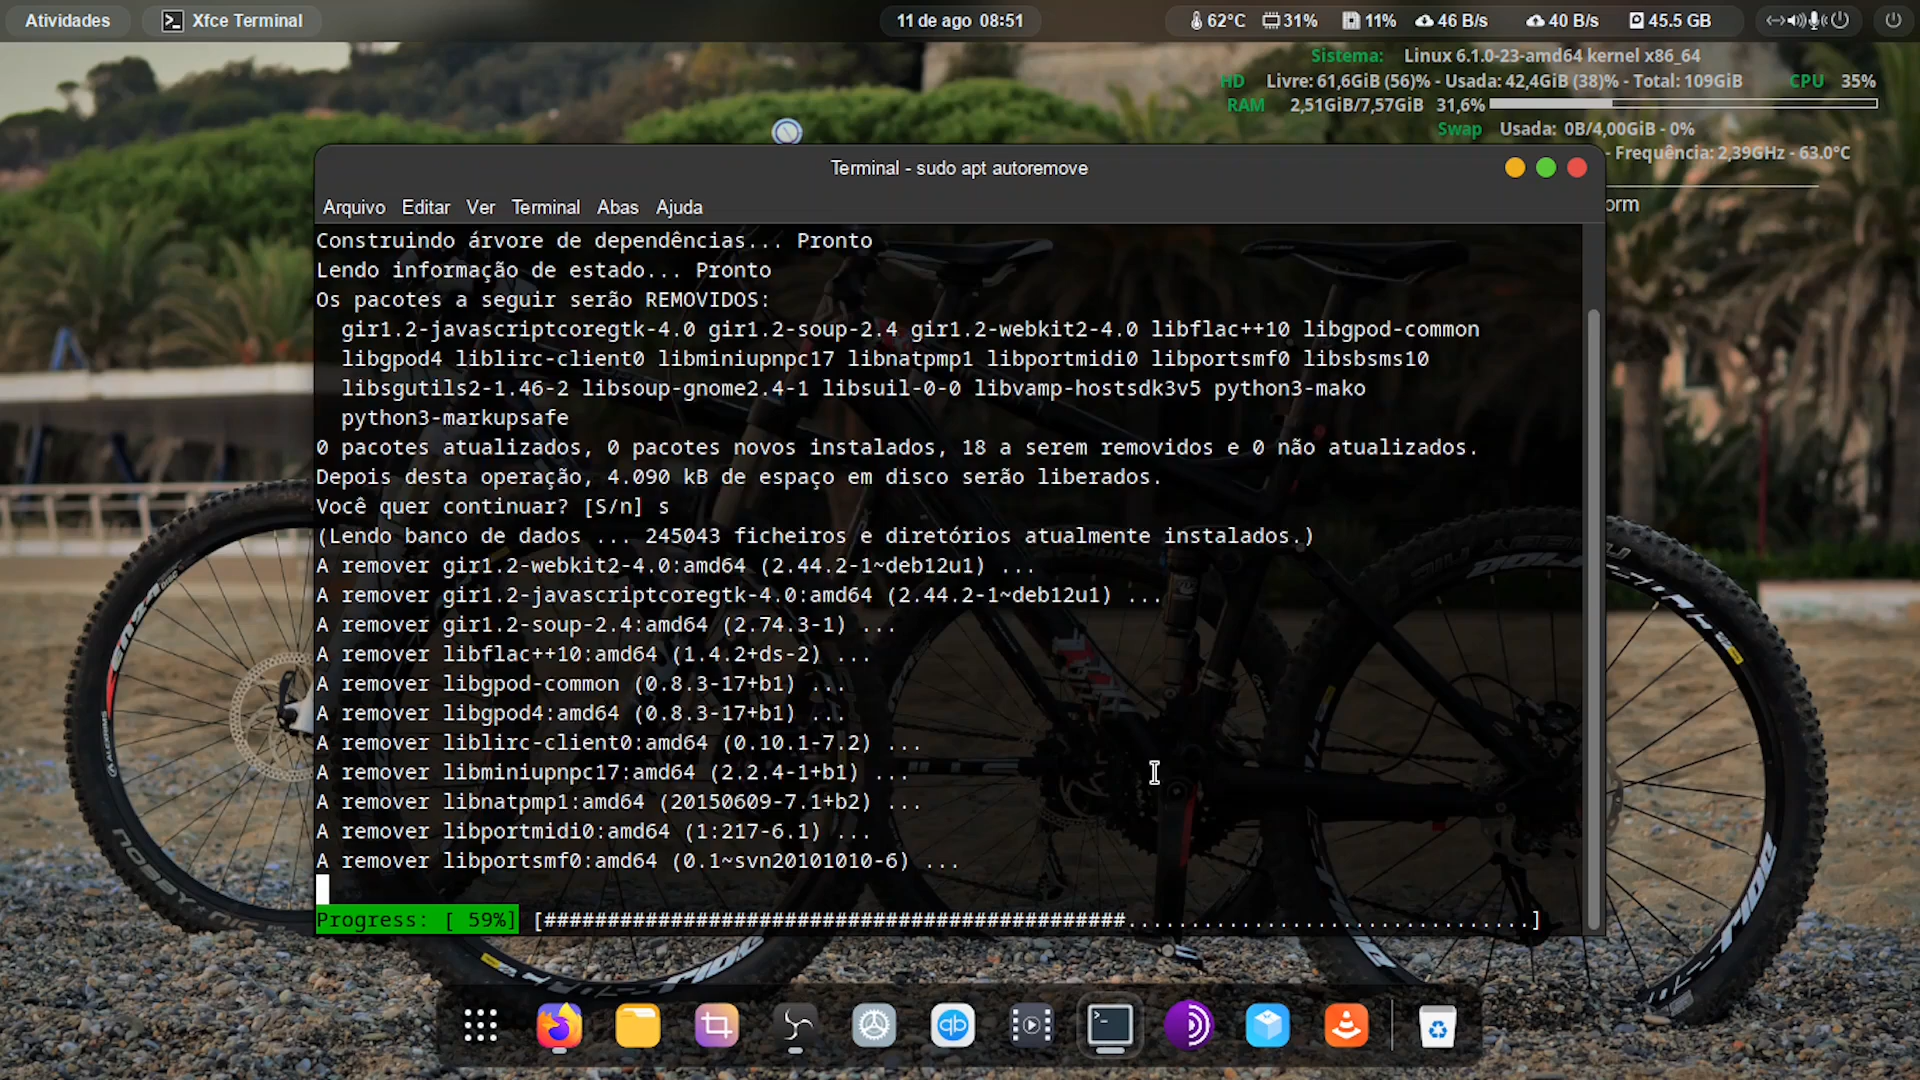 Atividades Xfce Terminal 11 de ago 08:51 62°C 31% 11% 46 B/s 40 B/s 45.5 GB
Sistema: Linux 6.1.0-23-amd64 kernel x86_64
HD Livre: 61,6GiB (56)% - Usada: 42,4GiB (38)% - Total: 109GiB CPU 35%
RAM 2,51GiB/7,57GiB 31,6%
Swap Usada: 0B/4,00GiB - 0%
- Frequência: 2,39GHz - 63.0°C
orm
Terminal - sudo apt autoremove
Arquivo Editar Ver Terminal Abas Ajuda
Construindo árvore de dependências... Pronto
Lendo informação de estado... Pronto
Os pacotes a seguir serão REMOVIDOS:
gir1.2-javascriptcoregtk-4.0 gir1.2-soup-2.4 gir1.2-webkit2-4.0 libflac++10 libgpod-common
libgpod4 liblirc-client0 libminiupnpc17 libnatpmp1 libportmidi0 libportsmf0 libsbsms10
libsgutils2-1.46-2 libsoup-gnome2.4-1 libsuil-0-0 libvamp-hostsdk3v5 python3-mako
python3-markupsafe
0 pacotes atualizados, 0 pacotes novos instalados, 18 a serem removidos e 0 não atualizados.
Depois desta operação, 4.090 kB de espaço em disco serão liberados.
Você quer continuar? [S/n] s
(Lendo banco de dados ... 245043 ficheiros e diretórios atualmente instalados.)
A remover gir1.2-webkit2-4.0:amd64 (2.44.2-1~deb12u1) ...
A remover gir1.2-javascriptcoregtk-4.0:amd64 (2.44.2-1~deb12u1) ...
A remover gir1.2-soup-2.4:amd64 (2.74.3-1) ...
A remover libflac++10:amd64 (1.4.2+ds-2) ...
A remover libgpod-common (0.8.3-17+b1) ...
A remover libgpod4:amd64 (0.8.3-17+b1) ...
A remover liblirc-client0:amd64 (0.10.1-7.2) ...
A remover libminiupnpc17:amd64 (2.2.4-1+b1) ...
A remover libnatpmp1:amd64 (20150609-7.1+b2) ...
A remover libportmidi0:amd64 (1:217-6.1) ...
A remover libportsmf0:amd64 (0.1~svn20101010-6) ...
Progress: [ 59%] [##############################################................................]